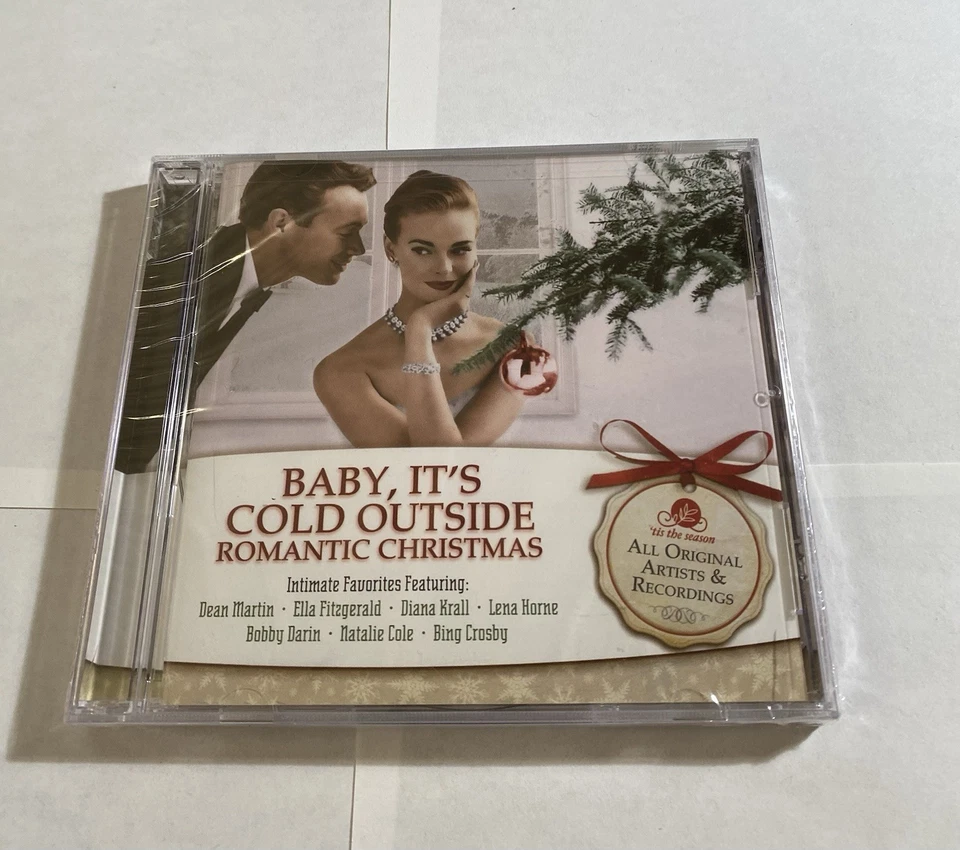 BABY, IT'S
COLD OUTSIDE
ROMANTIC CHRISTMAS
Intimate Favorites Featuring:
Dean Martin • Ella Fitzgerald • Diana Krall • Lena Horne
Bobby Darin • Natalie Cole • Bing Crosby
'tis the season
ALL ORIGINAL
ARTISTS &
RECORDINGS